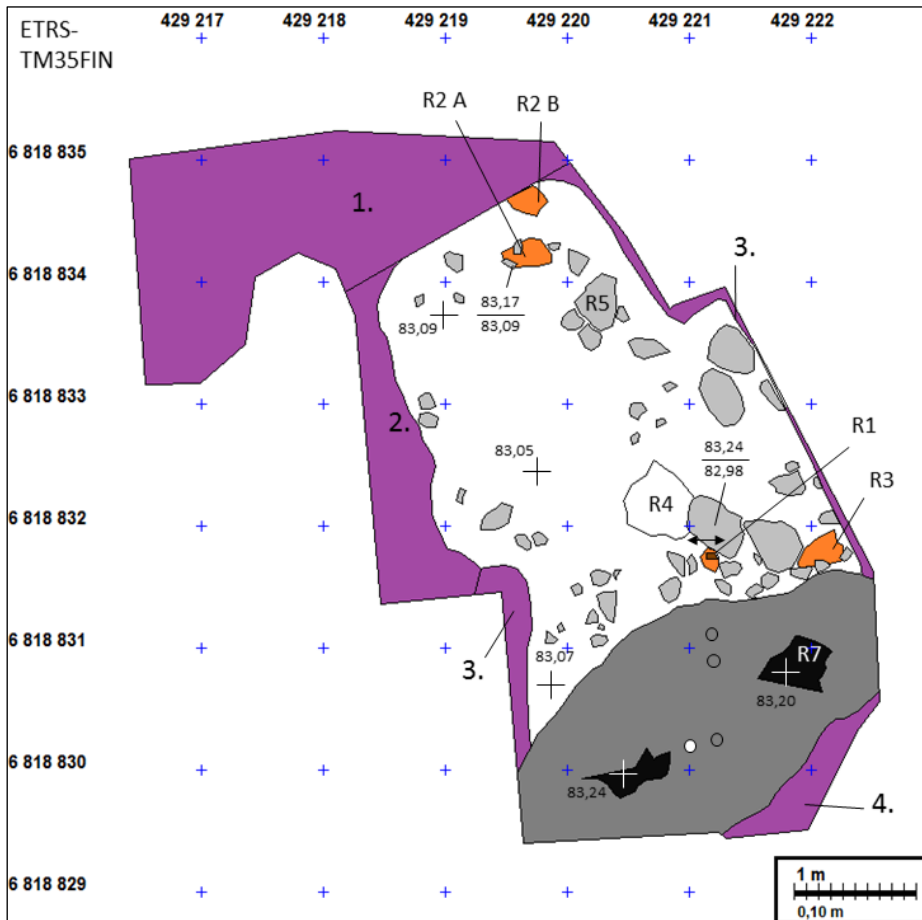 429 217 429 218 429 219 429 220 429 221 429 222
ETRS-
TM35FIN
R2 A R2 B
6 818 835
1.
3.
6 818 834
R5
83,17
83,09
83,09
6 818 833
2.
R1
83,24
82,98
83,05
R3
R4
6 818 832
6 818 831
83,07
R7
3.
83,20
6 818 830
83,24
4.
1 m
6 818 829
0,10 m